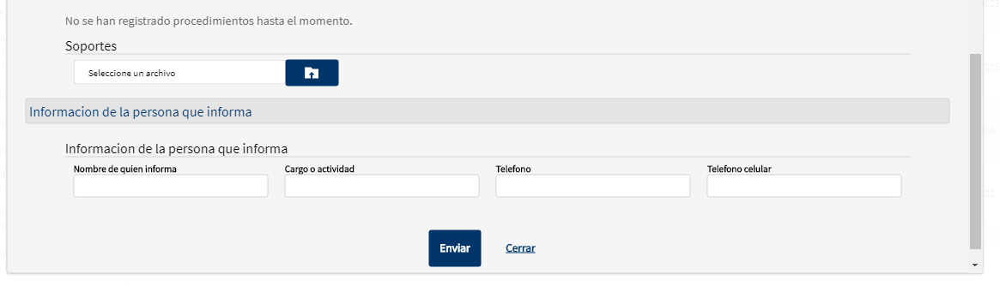 No se han registrado procedimientos hasta el momento.
Soportes
Seleccione un archivo
Informacion de la persona que informa
Informacion de la persona que informa
Nombre de quien informa Cargo o actividad Telefono Telefono celular
Enviar Cerrar